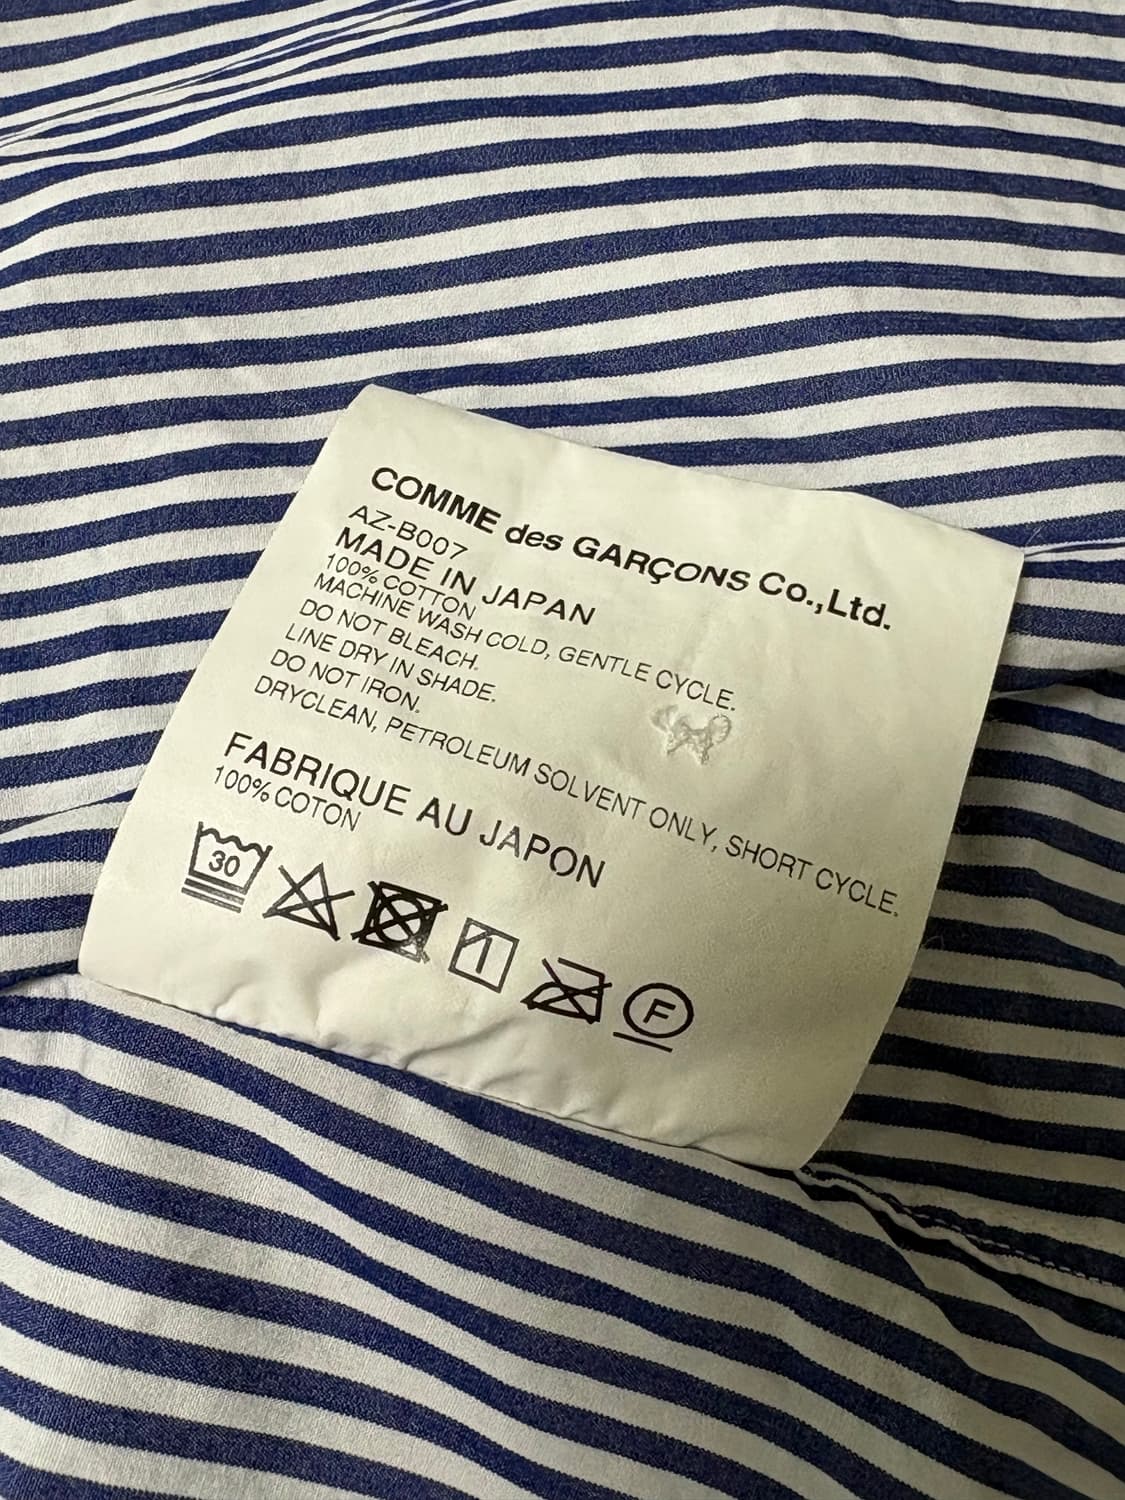 COMME des GARÇONS Co.,Ltd.
AZ-B007
MADE IN JAPAN
100% COTTON
MACHINE WASH COLD, GENTLE CYCLE.
DO NOT BLEACH.
LINE DRY IN SHADE.
DO NOT IRON.
DRYCLEAN, PETROLEUM SOLVENT ONLY, SHORT CYCLE.
FABRIQUE AU JAPON
100% COTON
30 F